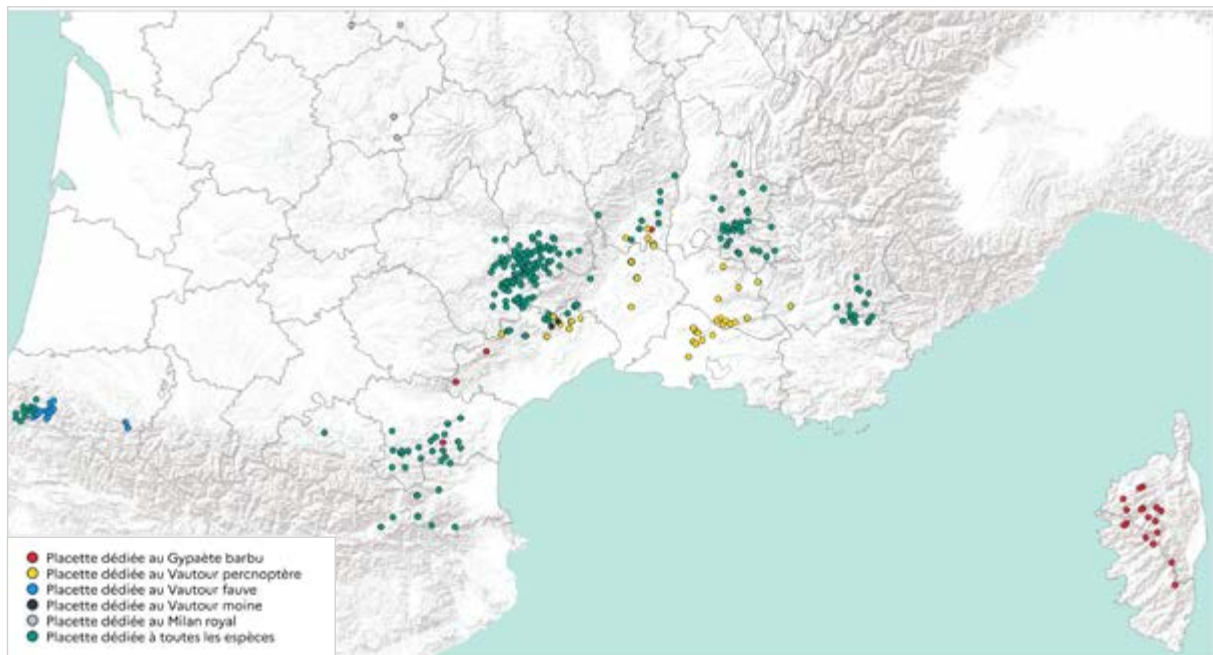 Placette dédiée au Gypaète barbu
Placette dédiée au Vautour percnoptère
Placette dédiée au Vautour fauve
Placette dédiée au Vautour moine
Placette dédiée au Milan royal
Placette dédiée à toutes les espèces